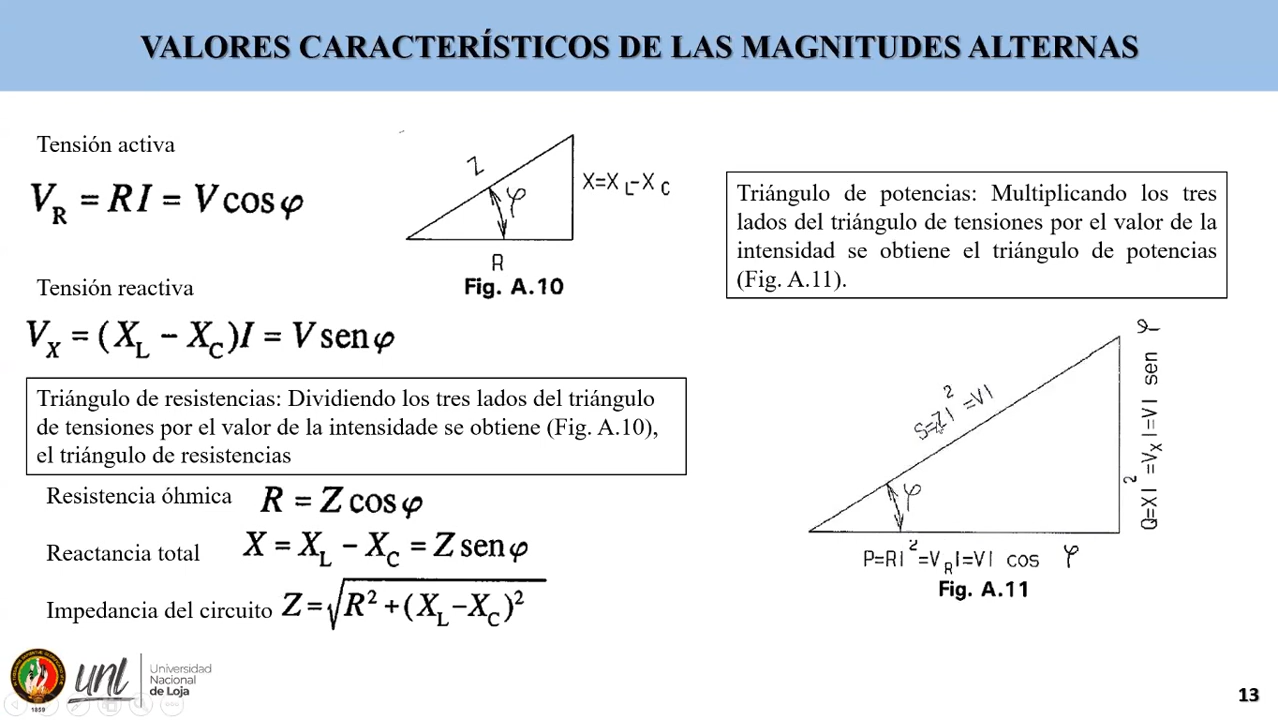 VALORES CARACTERÍSTICOS DE LAS MAGNITUDES ALTERNAS
Tensión activa
V_R = RI = V cos φ
Tensión reactiva
V_X = (X_L − X_C)I = V sen φ
Z
φ
X=X_L-X_C
R
Fig. A.10
Triángulo de resistencias: Dividiendo los tres lados del triángulo
de tensiones por el valor de la intensidade se obtiene (Fig. A.10),
el triángulo de resistencias
Resistencia óhmica R = Z cos φ
Reactancia total X = X_L − X_C = Z sen φ
Impedancia del circuito Z = √R² + (X_L − X_C)²
Triángulo de potencias: Multiplicando los tres
lados del triángulo de tensiones por el valor de la
intensidad se obtiene el triángulo de potencias
(Fig. A.11).
S=ZI²=VI
φ
Q=XI²=V_X I=VI sen φ
P=RI²=V_R I=VI cos φ
Fig. A.11
1859
unl
Universidad
Nacional
de Loja
13